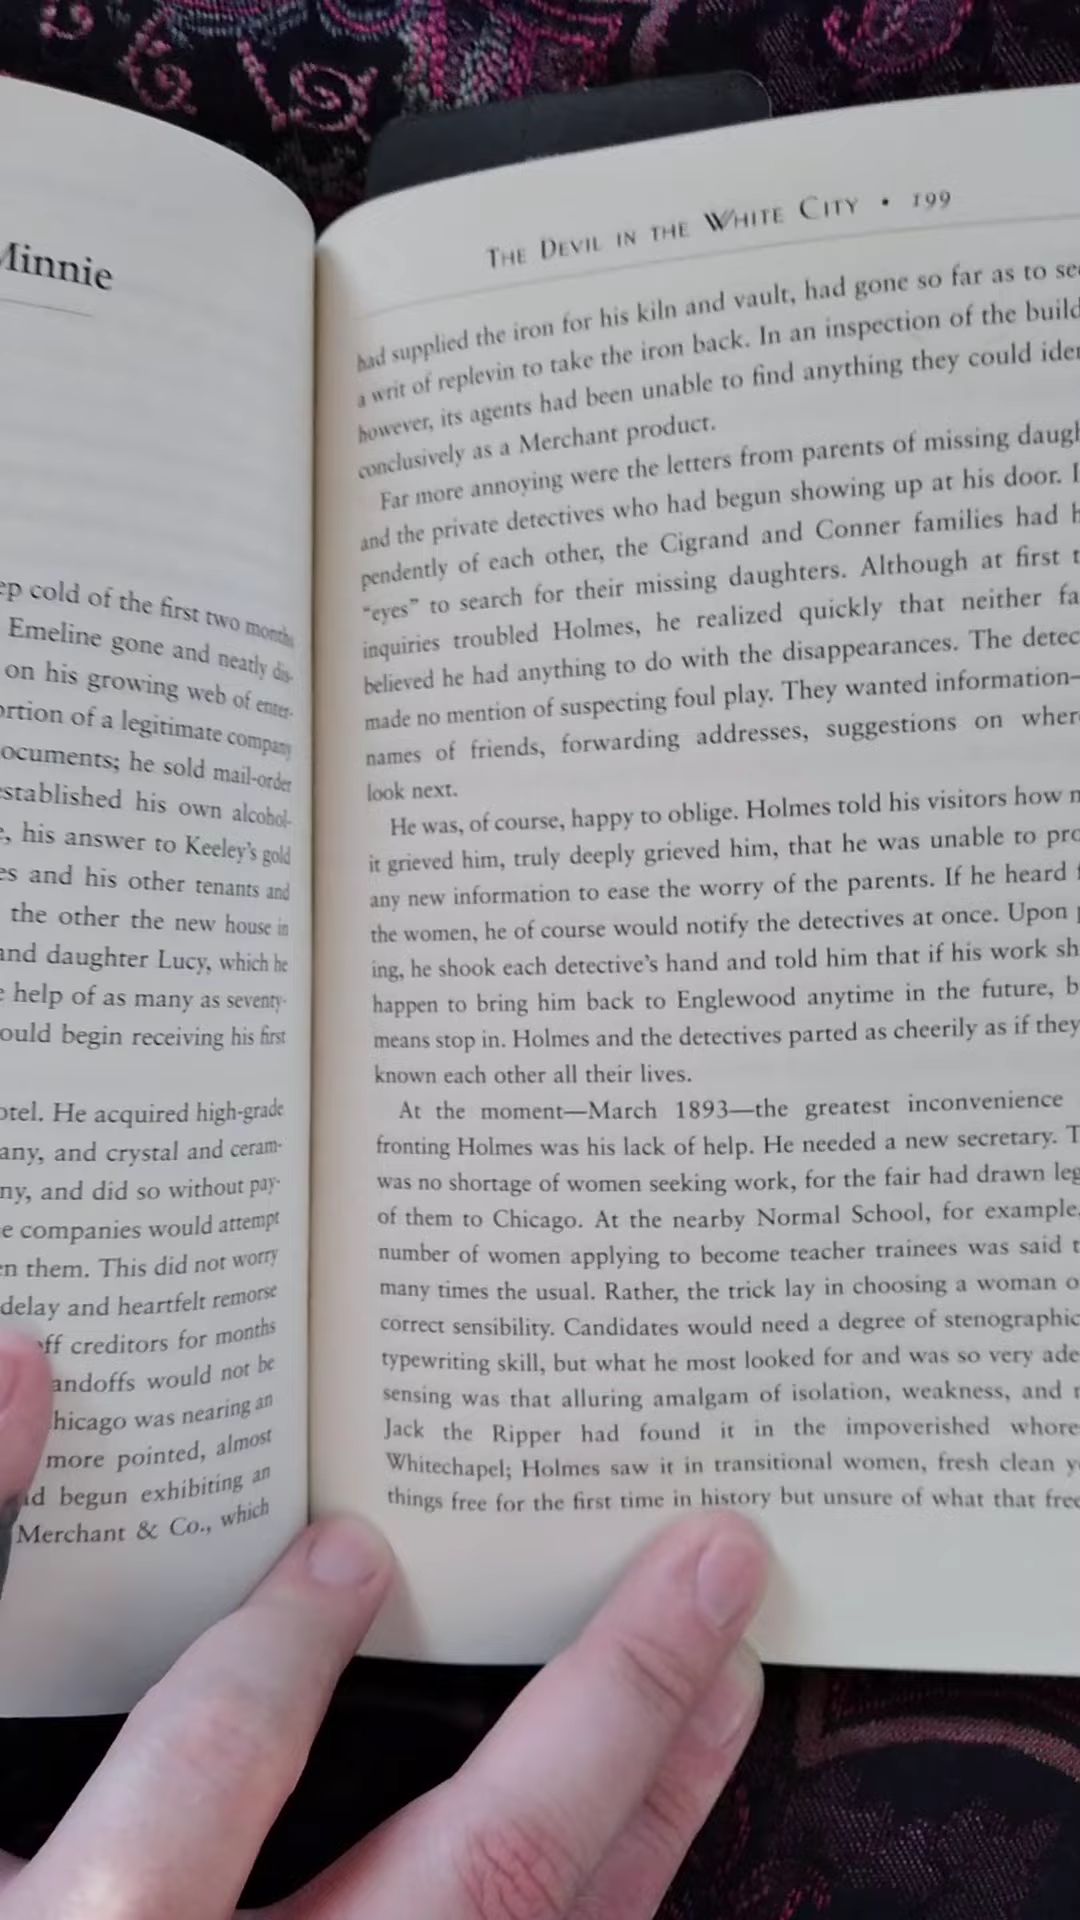 Minnie
ep cold of the first two months
Emeline gone and neatly dis-
on his growing web of enter-
ortion of a legitimate company
ocuments; he sold mail-order
established his own alcohol-
e, his answer to Keeley's gold
es and his other tenants and
the other the new house in
and daughter Lucy, which he
e help of as many as seventy-
ould begin receiving his first
otel. He acquired high-grade
any, and crystal and ceram-
ny, and did so without pay-
e companies would attempt
en them. This did not worry
delay and heartfelt remorse
off creditors for months
andoffs would not be
hicago was nearing an
more pointed, almost
d begun exhibiting an
Merchant & Co., which
THE DEVIL IN THE WHITE CITY • 199
had supplied the iron for his kiln and vault, had gone so far as to se
a writ of replevin to take the iron back. In an inspection of the build
however, its agents had been unable to find anything they could iden
conclusively as a Merchant product.
Far more annoying were the letters from parents of missing daugh
and the private detectives who had begun showing up at his door. I
pendently of each other, the Cigrand and Conner families had h
“eyes” to search for their missing daughters. Although at first t
inquiries troubled Holmes, he realized quickly that neither fa
believed he had anything to do with the disappearances. The detec
made no mention of suspecting foul play. They wanted information—
names of friends, forwarding addresses, suggestions on wher
look next.
He was, of course, happy to oblige. Holmes told his visitors how m
it grieved him, truly deeply grieved him, that he was unable to pro
any new information to ease the worry of the parents. If he heard f
the women, he of course would notify the detectives at once. Upon p
ing, he shook each detective's hand and told him that if his work sh
happen to bring him back to Englewood anytime in the future, b
means stop in. Holmes and the detectives parted as cheerily as if they
known each other all their lives.
At the moment—March 1893—the greatest inconvenience
fronting Holmes was his lack of help. He needed a new secretary. T
was no shortage of women seeking work, for the fair had drawn leg
of them to Chicago. At the nearby Normal School, for example,
number of women applying to become teacher trainees was said t
many times the usual. Rather, the trick lay in choosing a woman o
correct sensibility. Candidates would need a degree of stenographic
typewriting skill, but what he most looked for and was so very ade
sensing was that alluring amalgam of isolation, weakness, and n
Jack the Ripper had found it in the impoverished whore
Whitechapel; Holmes saw it in transitional women, fresh clean y
things free for the first time in history but unsure of what that free